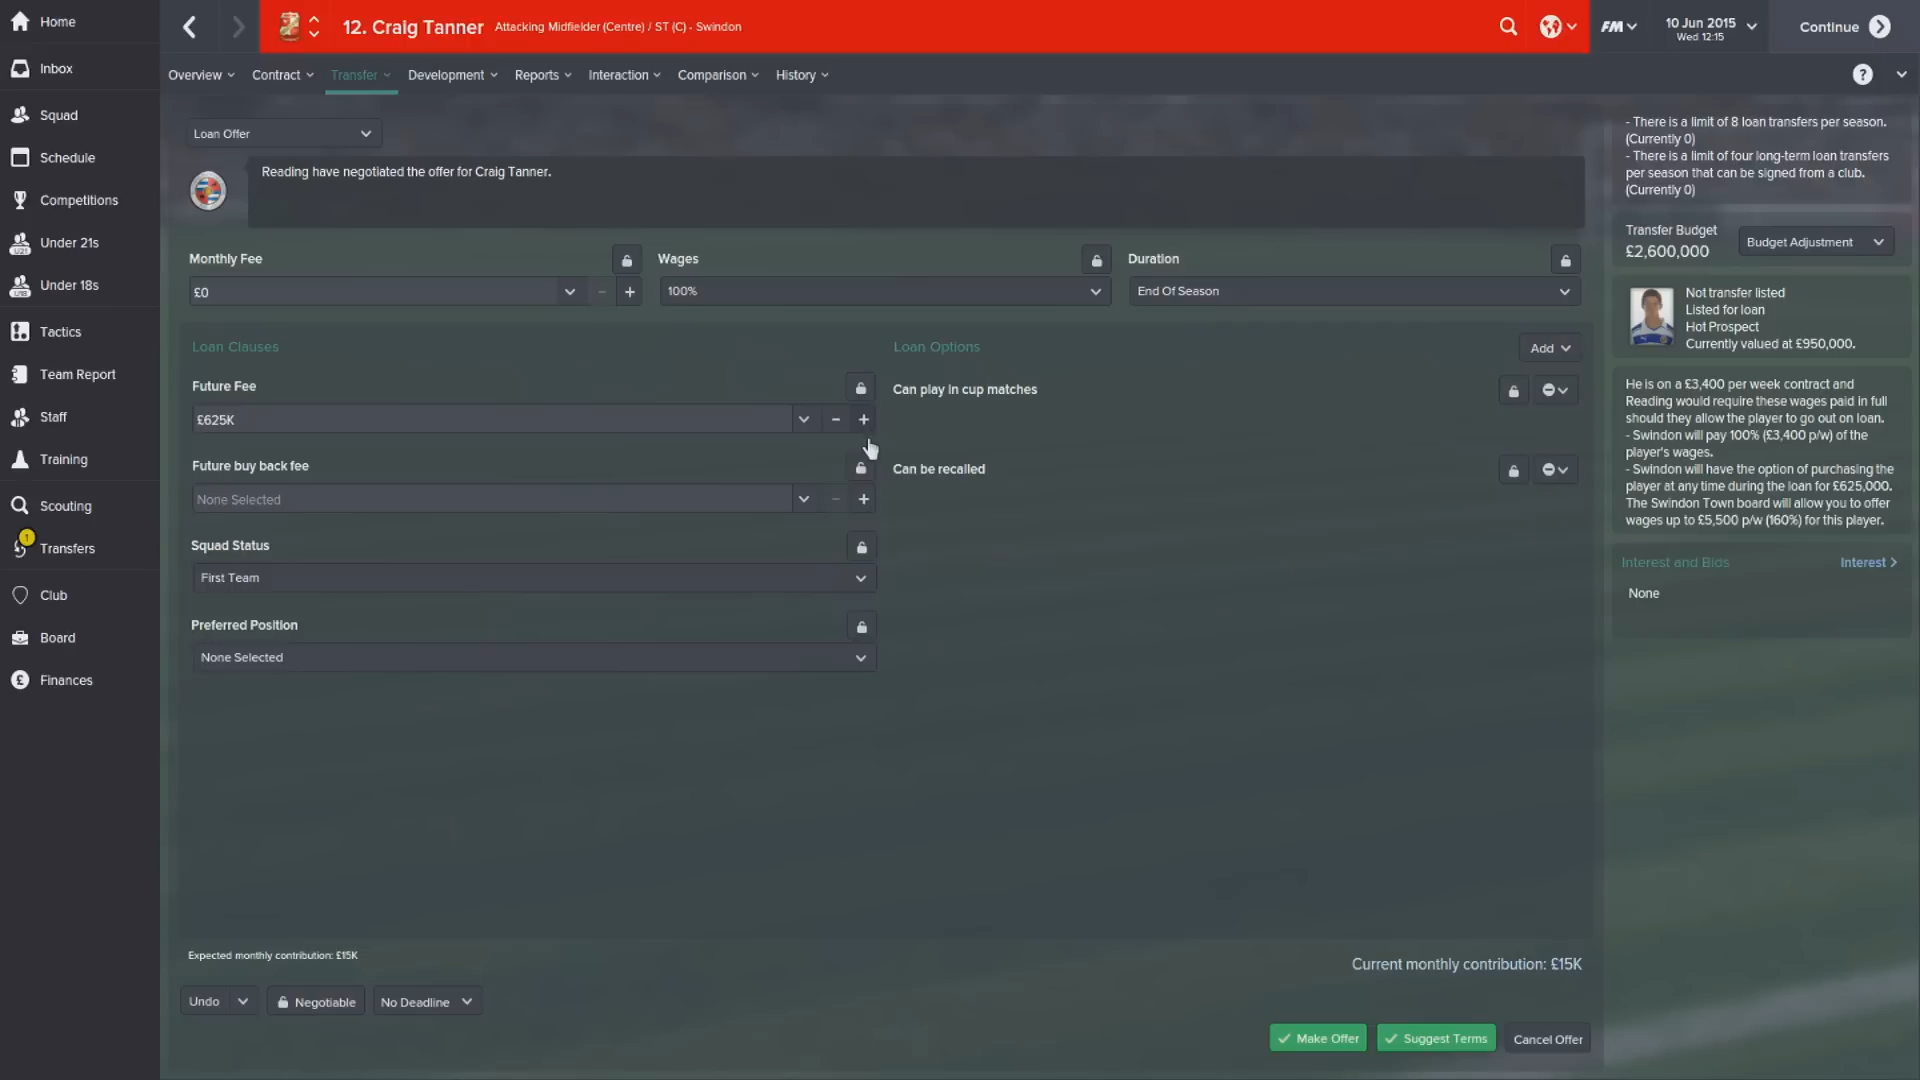 Home
Inbox
Squad
Schedule
Competitions
Under 21s
Under 18s
Tactics
Team Report
Staff
Training
Scouting
1
Transfers
Club
Board
Finances
12. Craig Tanner
Attacking Midfielder (Centre) / ST (C) - Swindon
FM
10 Jun 2015
Wed 12:15
Continue
Overview
Contract
Transfer
Development
Reports
Interaction
Comparison
History
?
Loan Offer
Reading have negotiated the offer for Craig Tanner.
Monthly Fee
£0
Wages
100%
Duration
End Of Season
Loan Clauses
Future Fee
£625K
Future buy back fee
None Selected
Squad Status
First Team
Preferred Position
None Selected
Loan Options
Add
Can play in cup matches
Can be recalled
- There is a limit of 8 loan transfers per season.
(Currently 0)
- There is a limit of four long-term loan transfers
per season that can be signed from a club.
(Currently 0)
Transfer Budget
£2,600,000
Budget Adjustment
Not transfer listed
Listed for loan
Hot Prospect
Currently valued at £950,000.
He is on a £3,400 per week contract and
Reading would require these wages paid in full
should they allow the player to go out on loan.
- Swindon will pay 100% (£3,400 p/w) of the
player's wages.
- Swindon will have the option of purchasing the
player at any time during the loan for £625,000.
The Swindon Town board will allow you to offer
wages up to £5,500 p/w (160%) for this player.
Interest and Bids
Interest >
None
Expected monthly contribution: £15K
Current monthly contribution: £15K
Undo
Negotiable
No Deadline
Make Offer
Suggest Terms
Cancel Offer